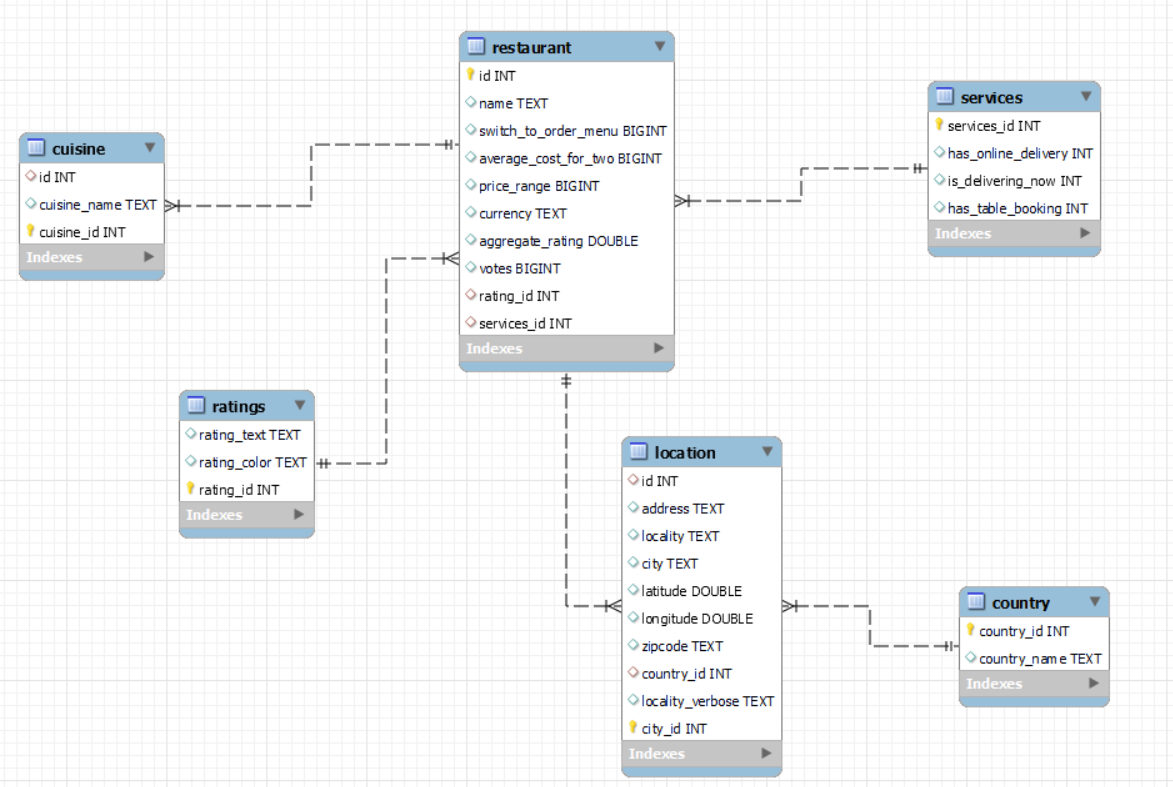 restaurant
id INT
name TEXT
switch_to_order_menu BIGINT
average_cost_for_two BIGINT
price_range BIGINT
currency TEXT
aggregate_rating DOUBLE
votes BIGINT
rating_id INT
services_id INT
Indexes
services
services_id INT
has_online_delivery INT
is_delivering_now INT
has_table_booking INT
Indexes
cuisine
id INT
cuisine_name TEXT
cuisine_id INT
Indexes
ratings
rating_text TEXT
rating_color TEXT
rating_id INT
Indexes
location
id INT
address TEXT
locality TEXT
city TEXT
latitude DOUBLE
longitude DOUBLE
zipcode TEXT
country_id INT
locality_verbose TEXT
city_id INT
Indexes
country
country_id INT
country_name TEXT
Indexes